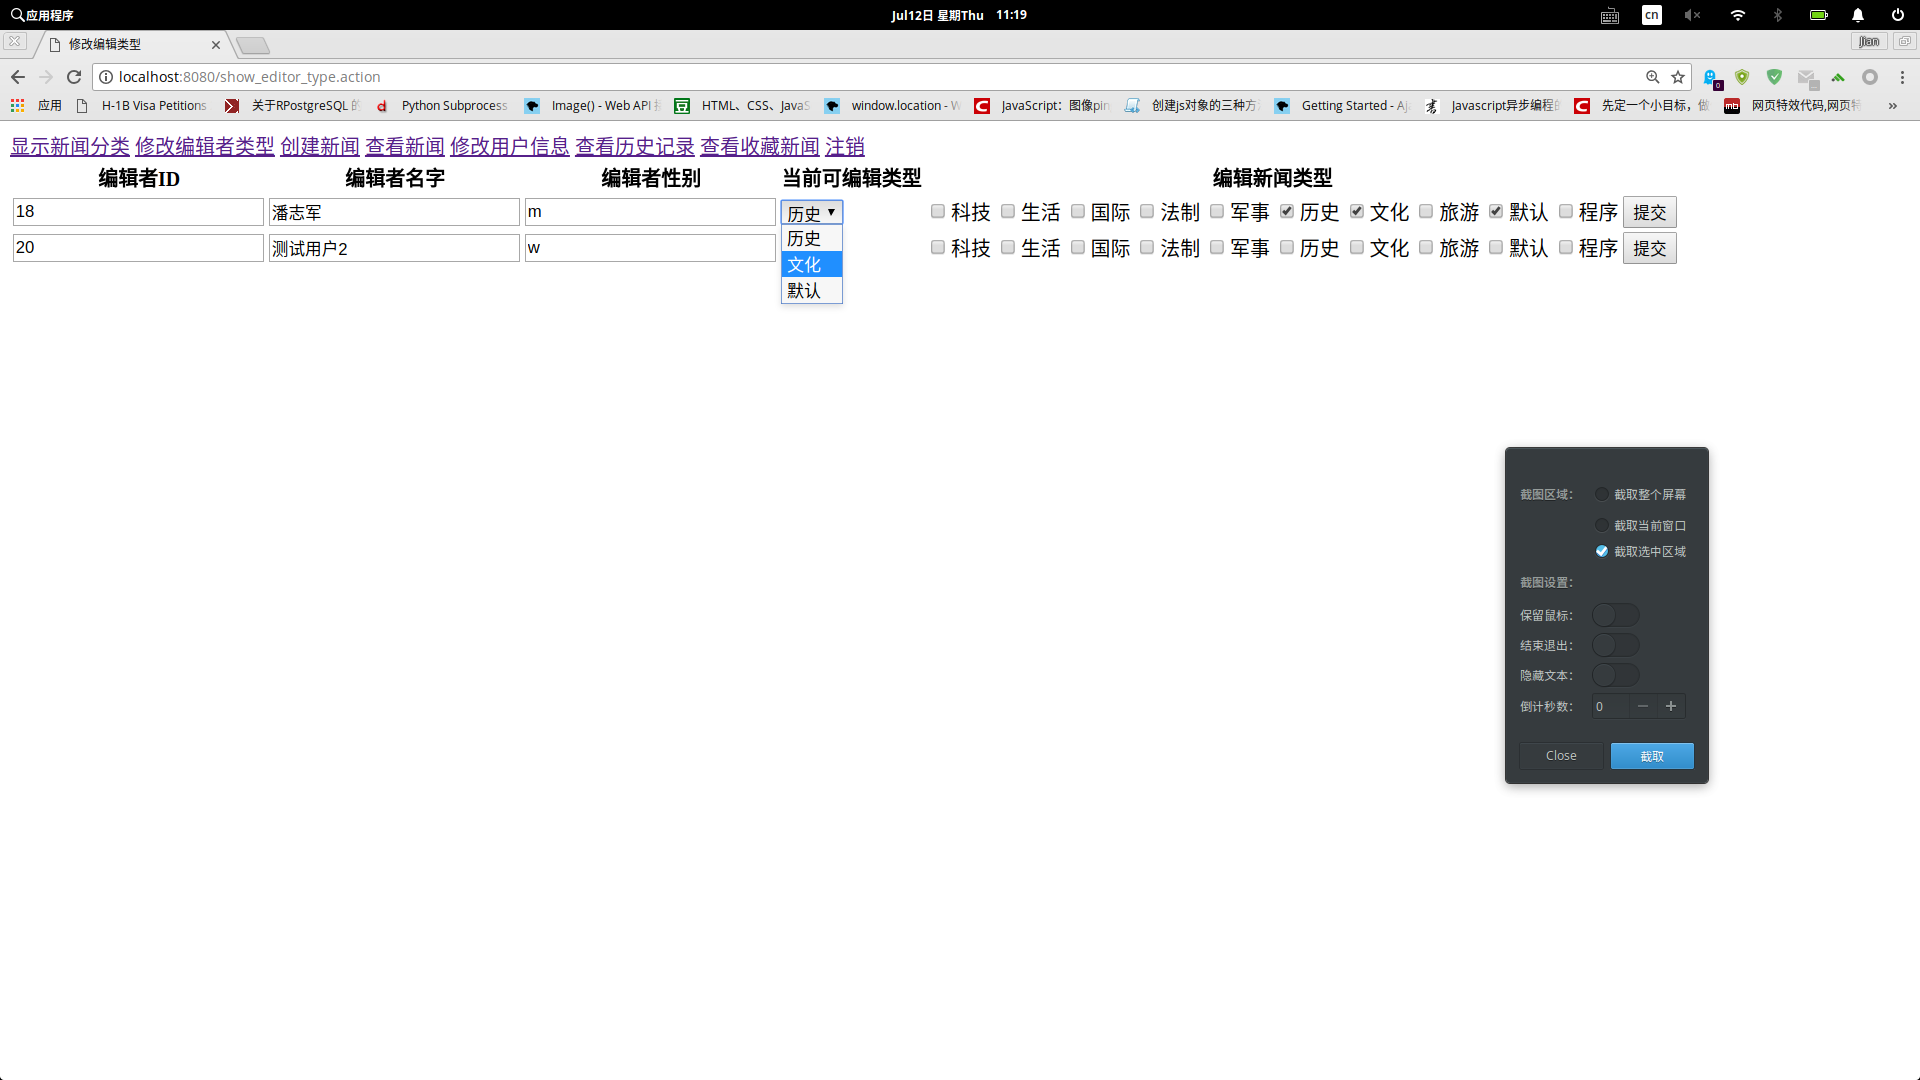 应用程序 Jul12日 星期Thu 11:19 cn
修改编辑类型 Jian
localhost:8080/show_editor_type.action 0
应用 H-1B Visa Petitions 关于RPostgreSQL 的 Python Subprocess Image() - Web API HTML、CSS、JavaS window.location - W JavaScript：图像pin 创建js对象的三种方 Getting Started - Aj Javascript异步编程的 先定一个小目标，做 网页特效代码,网页特 »
显示新闻分类 修改编辑者类型 创建新闻 查看新闻 修改用户信息 查看历史记录 查看收藏新闻 注销
编辑者ID 编辑者名字 编辑者性别 当前可编辑类型 编辑新闻类型
18 潘志军 m 历史 科技 生活 国际 法制 军事 历史 文化 旅游 默认 程序 提交
20 测试用户2 w 科技 生活 国际 法制 军事 历史 文化 旅游 默认 程序 提交
历史
文化
默认
截图区域： 截取整个屏幕
截取当前窗口
截取选中区域
截图设置：
保留鼠标：
结束退出：
隐藏文本：
倒计秒数： 0 − +
Close 截取